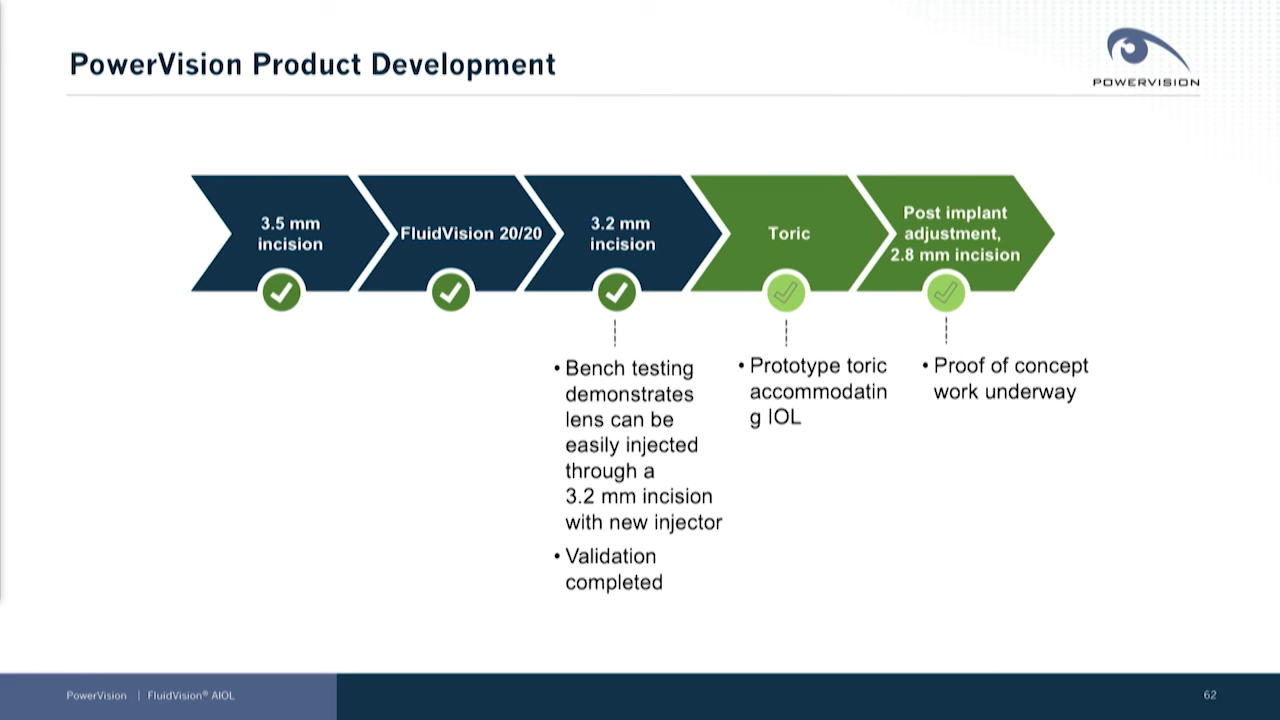 PowerVision Product Development
POWERVISION
3.5 mm
incision
FluidVision 20/20
3.2 mm
incision
Toric
Post implant
adjustment,
2.8 mm incision
• Bench testing
demonstrates
lens can be
easily injected
through a
3.2 mm incision
with new injector
• Validation
completed
• Prototype toric
accommodatin
g IOL
• Proof of concept
work underway
PowerVision | FluidVision® AIOL
62